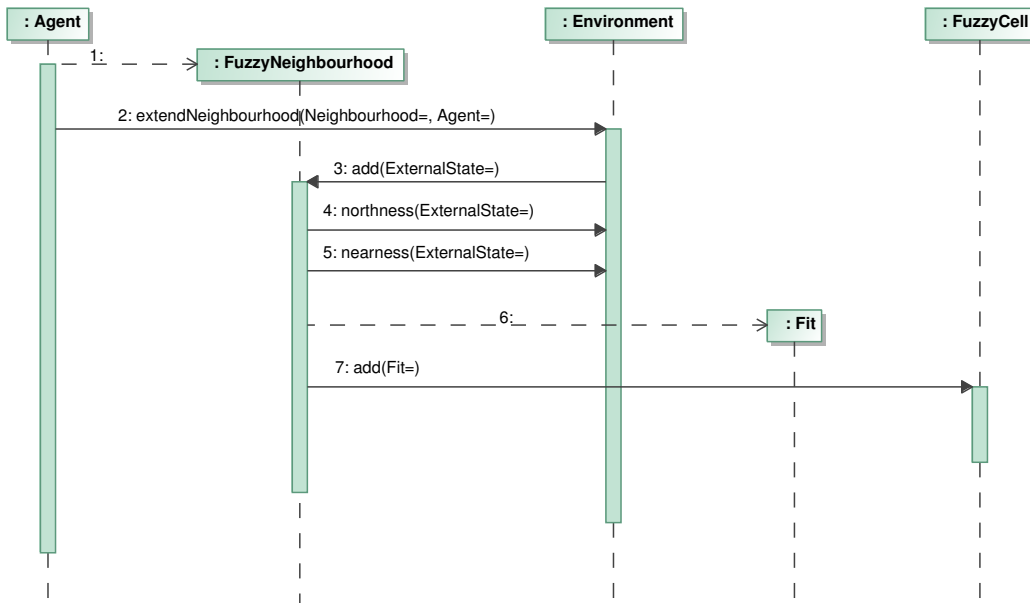 : Agent
: Environment
: FuzzyCell
1:
: FuzzyNeighbourhood
2: extendNeighbourhood(Neighbourhood=, Agent=)
3: add(ExternalState=)
4: northness(ExternalState=)
5: nearness(ExternalState=)
6:
: Fit
7: add(Fit=)